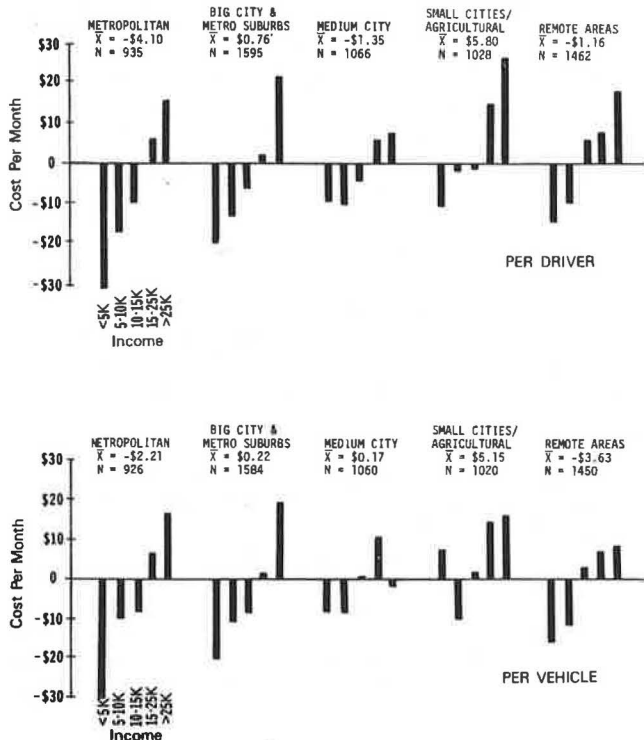 METROPOLITAN
X̄ = -$4.10
N = 935
BIG CITY &
METRO SUBURBS
X̄ = $0.76
N = 1595
MEDIUM CITY
X̄ = -$1.35
N = 1066
SMALL CITIES/
AGRICULTURAL
X̄ = $5.80
N = 1028
REMOTE AREAS
X̄ = -$1.16
N = 1462
$30
$20
$10
0
-$10
-$20
-$30
Cost Per Month
<5K
5-10K
10-15K
15-25K
>25K
Income
PER DRIVER
METROPOLITAN
X̄ = -$2.21
N = 926
BIG CITY &
METRO SUBURBS
X̄ = $0.22
N = 1584
MEDIUM CITY
X̄ = $0.17
N = 1060
SMALL CITIES/
AGRICULTURAL
X̄ = $5.15
N = 1020
REMOTE AREAS
X̄ = -$3.63
N = 1450
$30
$20
$10
0
-$10
-$20
-$30
Cost Per Month
<5K
5-10K
10-15K
15-25K
>25K
Income
PER VEHICLE